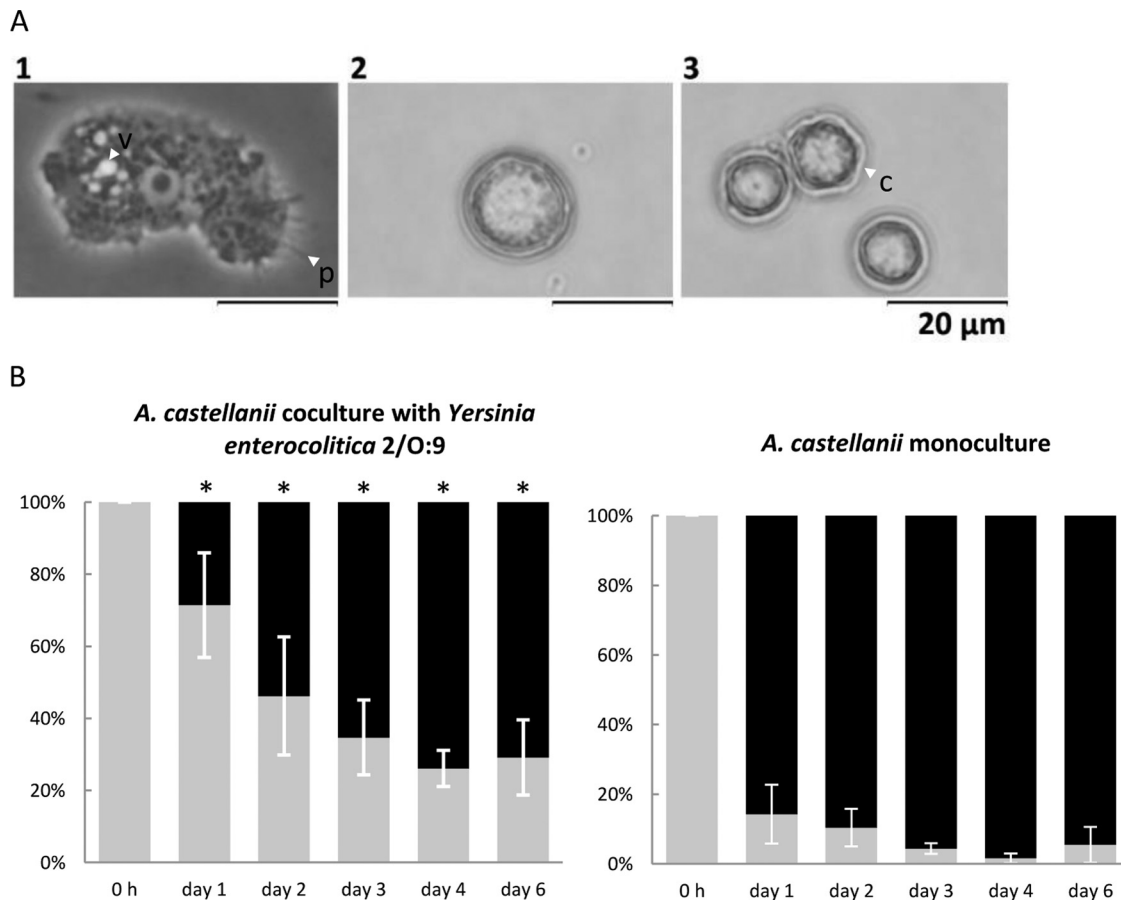 A
1
2
3
v
p
c
20 µm
B
A. castellanii coculture with Yersinia
enterocolitica 2/O:9
* * * * *
100%
80%
60%
40%
20%
0%
0 h day 1 day 2 day 3 day 4 day 6
A. castellanii monoculture
100%
80%
60%
40%
20%
0%
0 h day 1 day 2 day 3 day 4 day 6